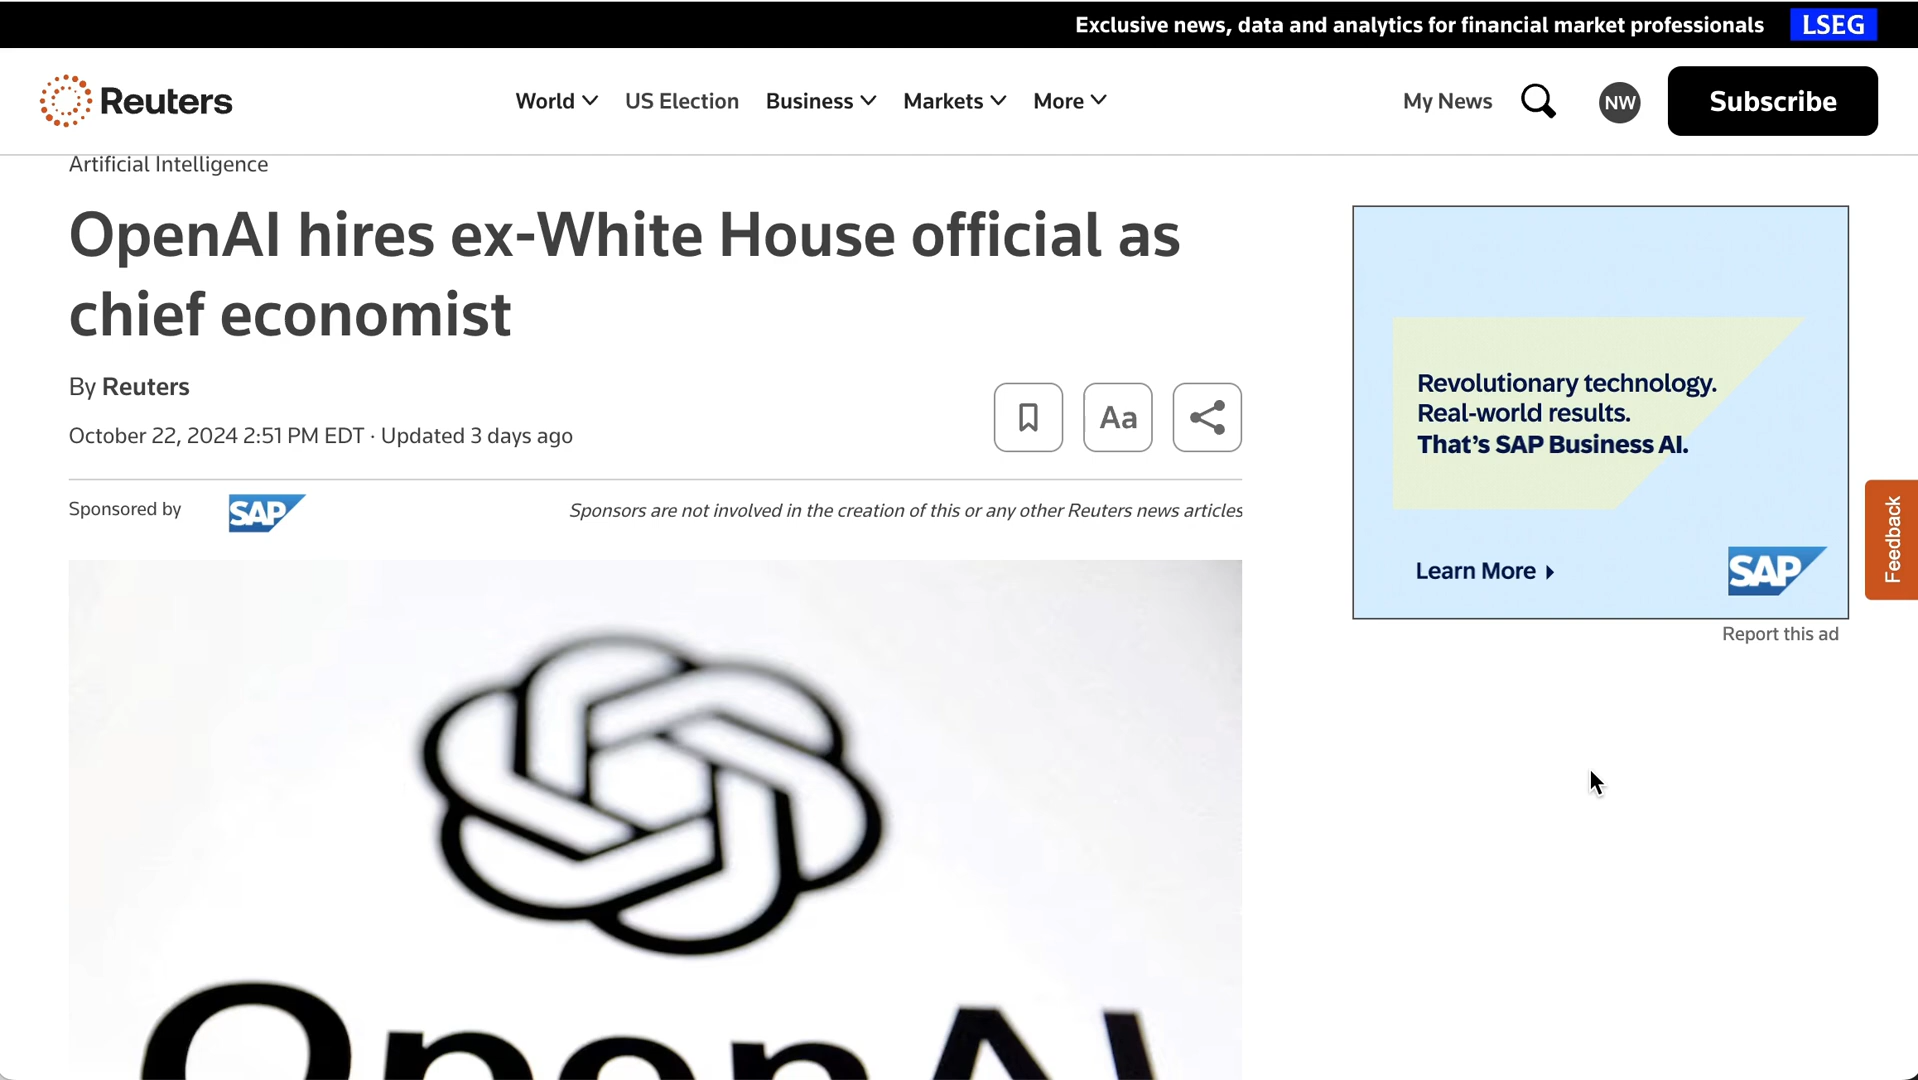 Exclusive news, data and analytics for financial market professionals LSEG
Reuters World US Election Business Markets More My News NW Subscribe
Artificial Intelligence
OpenAI hires ex-White House official as
chief economist
By Reuters
October 22, 2024 2:51 PM EDT · Updated 3 days ago
Aa
Sponsored by SAP Sponsors are not involved in the creation of this or any other Reuters news articles
OpenAI
Revolutionary technology.
Real-world results.
That's SAP Business AI.
Learn More
SAP
Report this ad
Feedback